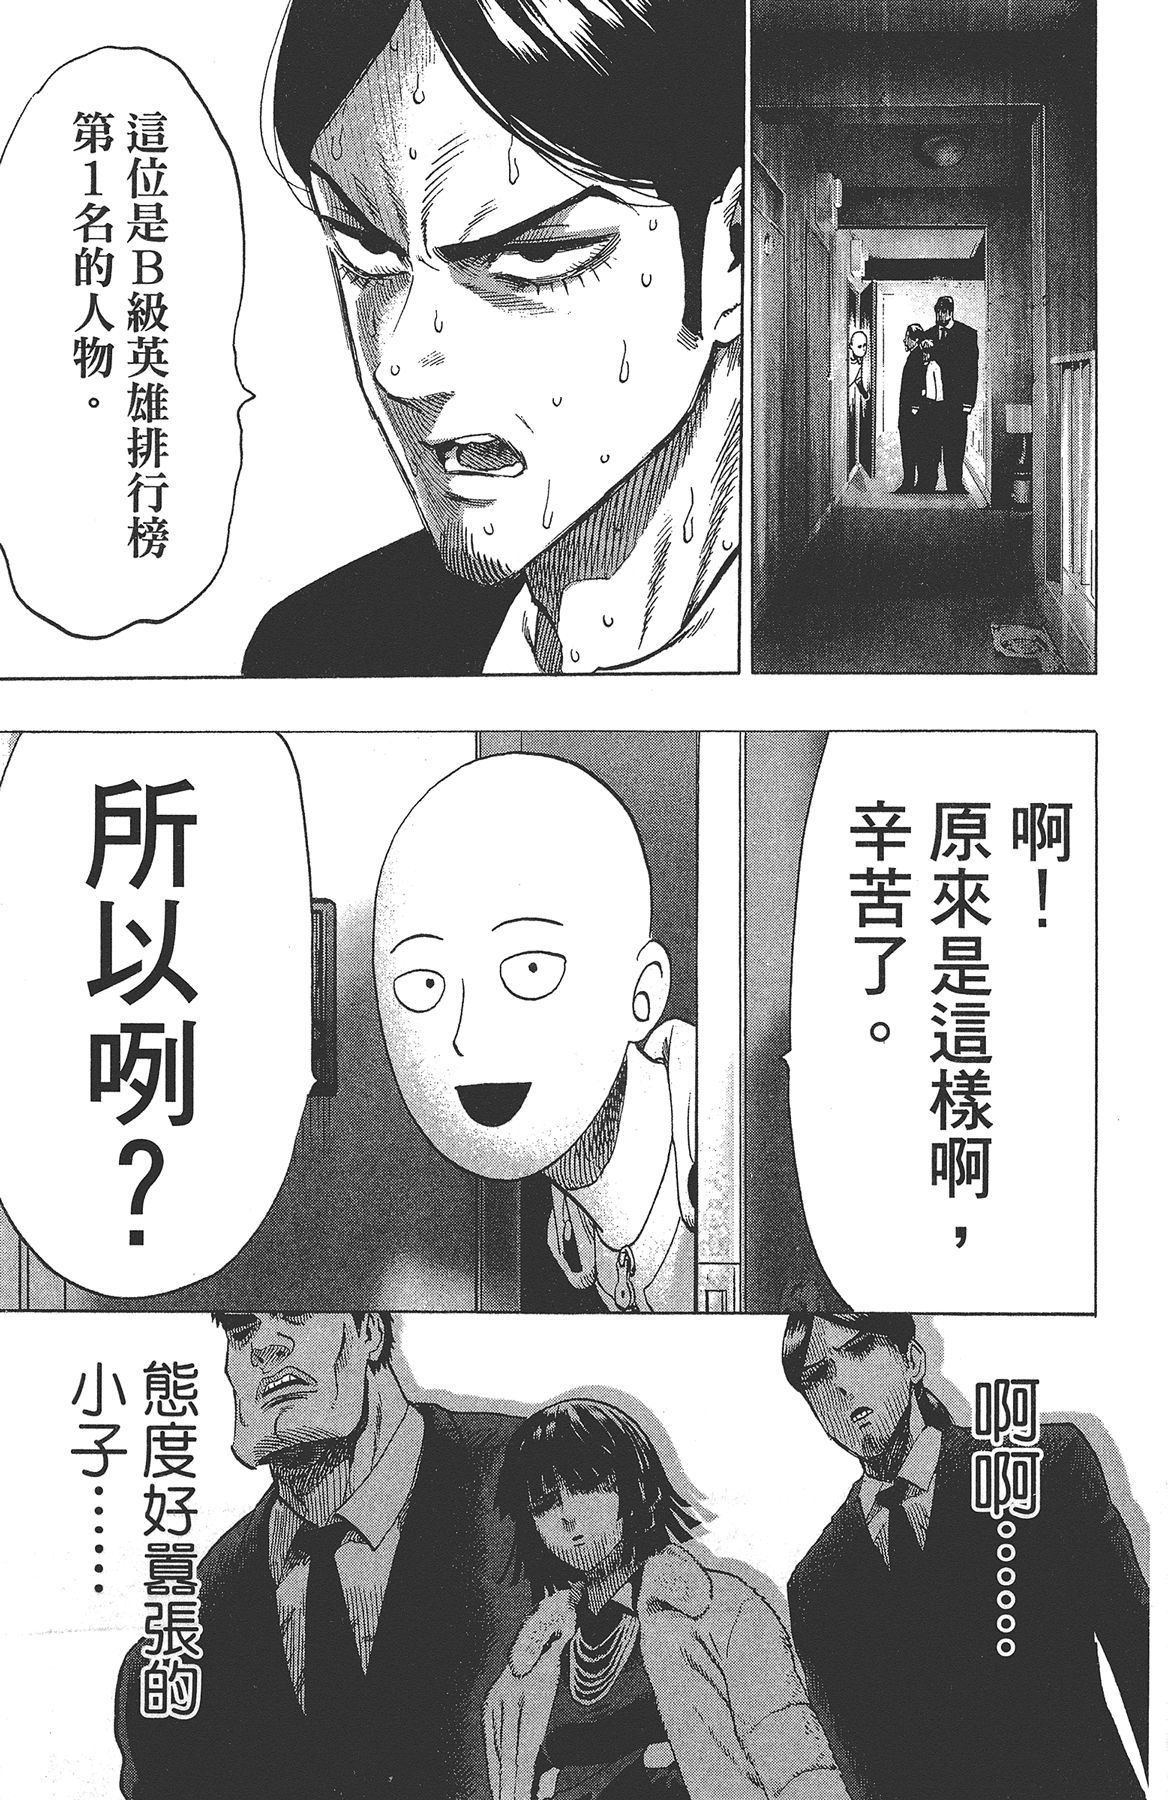 這位是B級英雄排行榜
第1名的人物。
啊！
原來是這樣啊，
辛苦了。
所以咧？
啊啊……
態度好囂張的
小子……